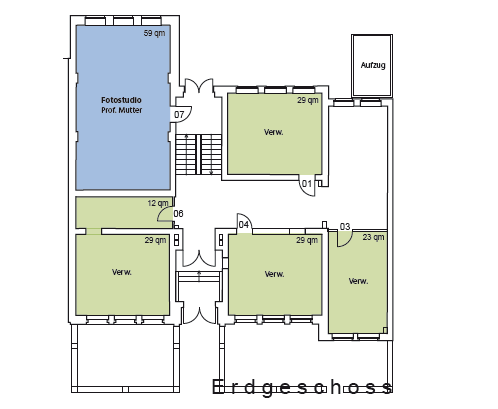 59 qm
Fotostudio
Prof. Mutter
07
Aufzug
29 qm
Verw.
01
12 qm
06
04
03
29 qm
Verw.
29 qm
Verw.
23 qm
Verw.
Erdgeschoss